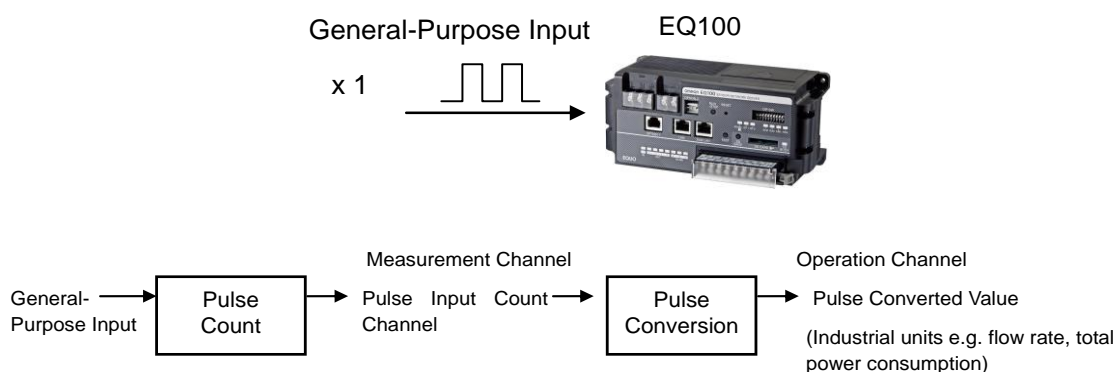 General-Purpose Input
EQ100
x 1
Measurement Channel
Operation Channel
General-
Purpose Input
Pulse
Count
Pulse Input Count
Channel
Pulse
Conversion
Pulse Converted Value
(Industrial units e.g. flow rate, total
power consumption)